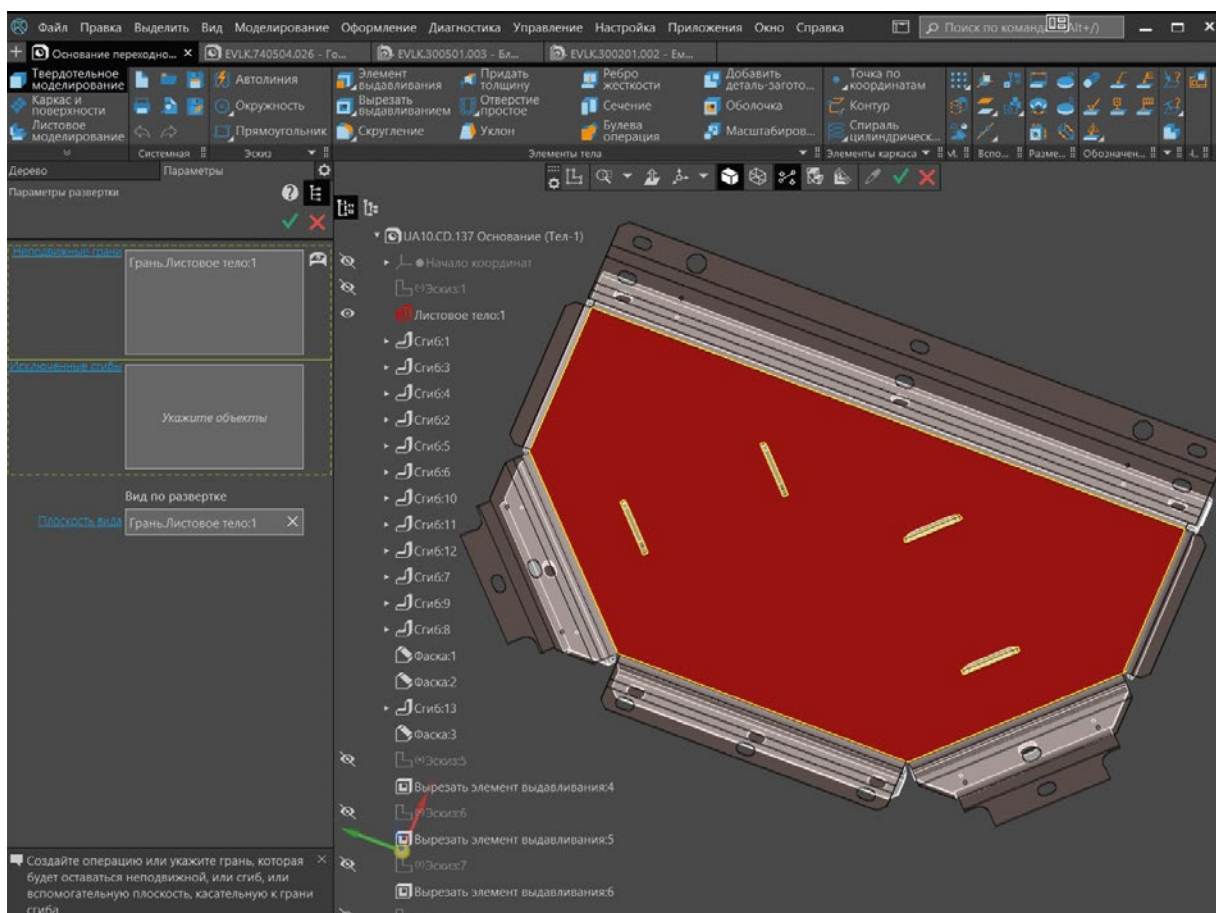 Файл Правка Выделить Вид Моделирование Оформление Диагностика Управление Настройка Приложения Окно Справка
Поиск по команд Alt+/)
Основание переходно... EVLK.740504.026 - Го... EVLK.300501.003 - Бл... EVLK.300201.002 - Ем...
Твердотельное моделирование
Каркас и поверхности
Листовое моделирование
Системная
Автолиния
Окружность
Прямоугольник
Эскиз
Элемент выдавливания
Вырезать выдавливанием
Скругление
Придать толщину
Отверстие простое
Уклон
Ребро жесткости
Сечение
Булева операция
Добавить деталь-загото...
Оболочка
Масштабиров...
Элементы тела
Точка по координатам
Контур
Спираль цилиндрическ...
Элементы каркаса
Вспо...
Разме...
Обозначен...
Дерево
Параметры
Параметры развертки
Неподвижные грани
Грань.Листовое тело:1
Исключенные сгибы
Укажите объекты
Вид по развертке
Плоскость вида
Грань.Листовое тело:1
UA10.CD.137 Основание (Тел-1)
Начало координат
(-)Эскиз:1
Листовое тело:1
Сгиб:1
Сгиб:3
Сгиб:4
Сгиб:2
Сгиб:5
Сгиб:6
Сгиб:10
Сгиб:11
Сгиб:12
Сгиб:7
Сгиб:9
Сгиб:8
Фаска:1
Фаска:2
Сгиб:13
Фаска:3
Эскиз:5
Вырезать элемент выдавливания:4
Эскиз:6
Вырезать элемент выдавливания:5
Эскиз:7
Вырезать элемент выдавливания:6
Создайте операцию или укажите грань, которая
будет оставаться неподвижной, или сгиб, или
вспомогательную плоскость, касательную к грани
сгиба